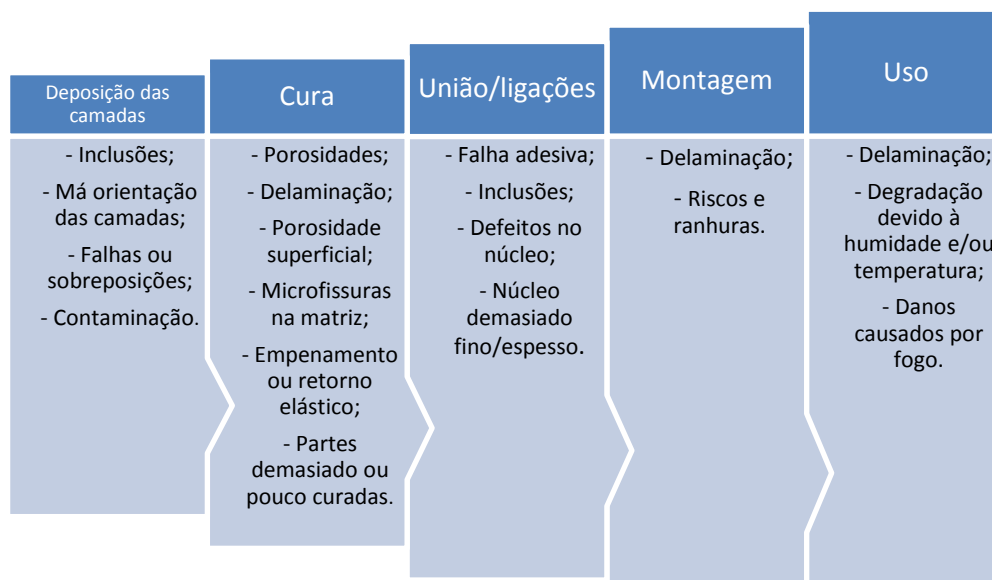 Deposição das
camadas
- Inclusões;
- Má orientação
das camadas;
- Falhas ou
sobreposições;
- Contaminação.
Cura
- Porosidades;
- Delaminação;
- Porosidade
superficial;
- Microfissuras
na matriz;
- Empenamento
ou retorno
elástico;
- Partes
demasiado ou
pouco curadas.
União/ligações
- Falha adesiva;
- Inclusões;
- Defeitos no
núcleo;
- Núcleo
demasiado
fino/espesso.
Montagem
- Delaminação;
- Riscos e
ranhuras.
Uso
- Delaminação;
- Degradação
devido à
humidade e/ou
temperatura;
- Danos
causados por
fogo.